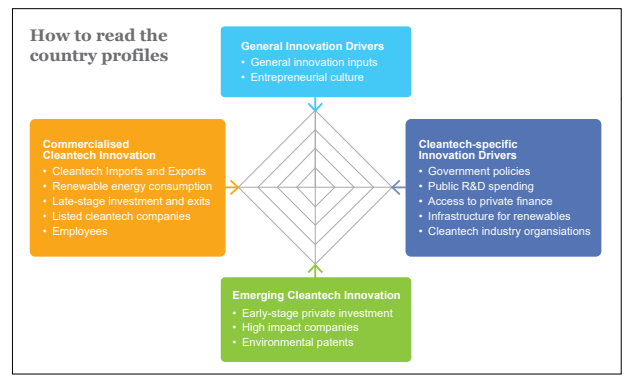 How to read the
country profiles
General Innovation Drivers
• General innovation inputs
• Entrepreneurial culture
Commercialised
Cleantech Innovation
• Cleantech Imports and Exports
• Renewable energy consumption
• Late-stage investment and exits
• Listed cleantech companies
• Employees
Cleantech-specific
Innovation Drivers
• Government policies
• Public R&D spending
• Access to private finance
• Infrastructure for renewables
• Cleantech industry organsiations
Emerging Cleantech Innovation
• Early-stage private investment
• High impact companies
• Environmental patents